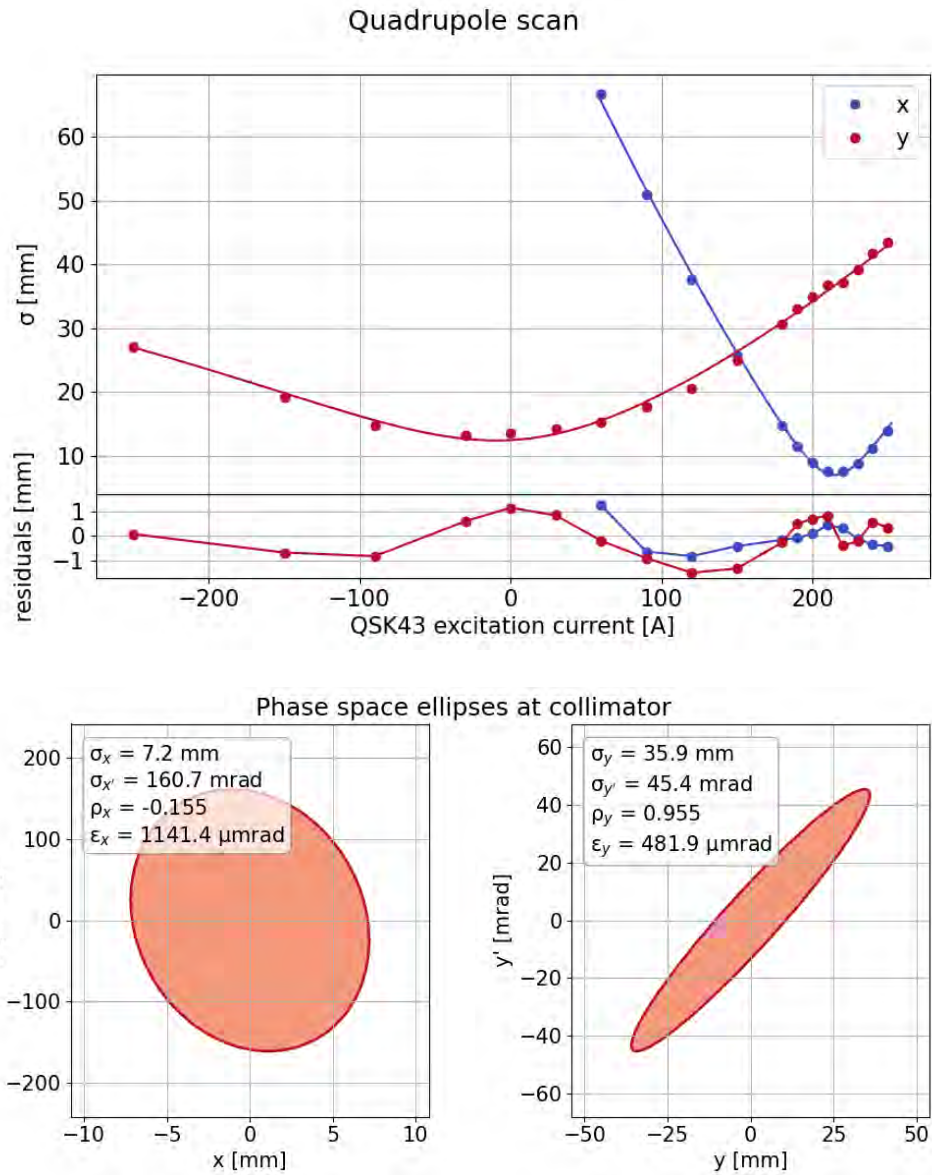 Quadrupole scan
x
y
60
50
40
30
20
10
σ [mm]
1
0
−1
residuals [mm]
−200
−100
0
100
200
QSK43 excitation current [A]
Phase space ellipses at collimator
200
100
0
−100
−200
σx = 7.2 mm
σx' = 160.7 mrad
ρx = -0.155
εx = 1141.4 μmrad
−10
−5
0
5
10
x [mm]
60
40
20
0
−20
−40
−60
y' [mrad]
σy = 35.9 mm
σy' = 45.4 mrad
ρy = 0.955
εy = 481.9 μmrad
−50
−25
0
25
50
y [mm]